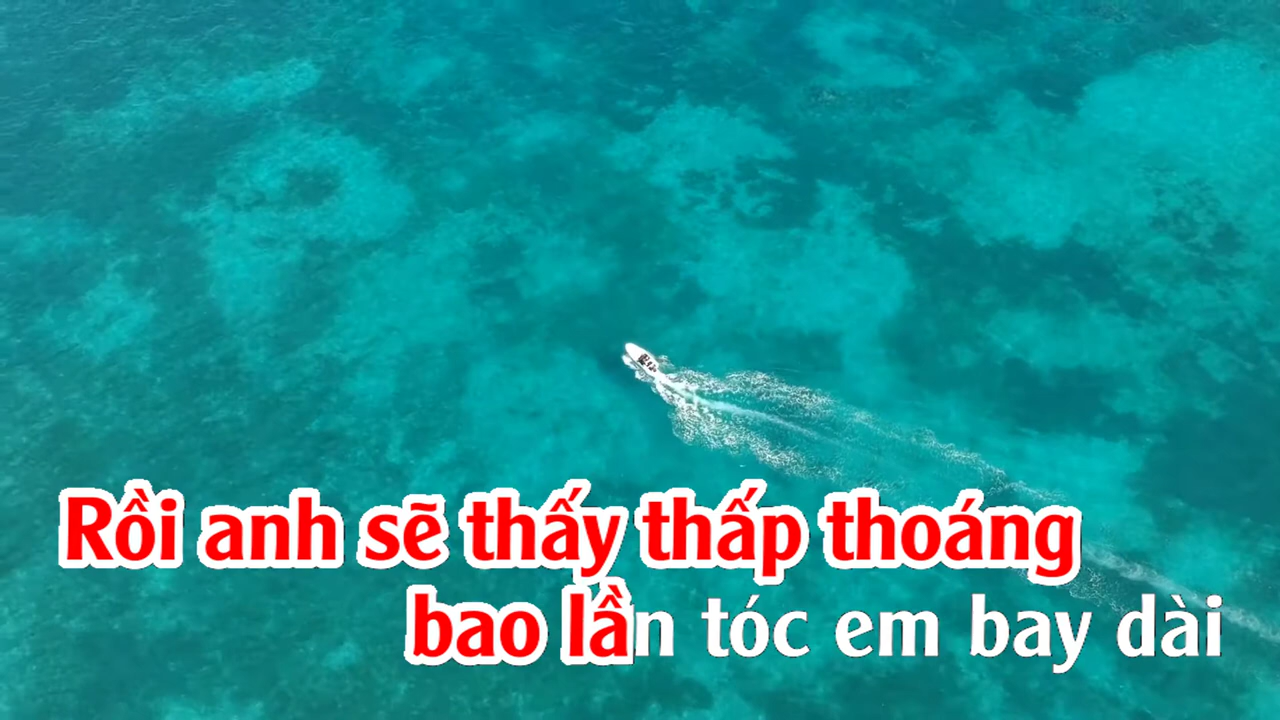 Rồi anh sẽ thấy thấp thoáng
bao lần tóc em bay dài